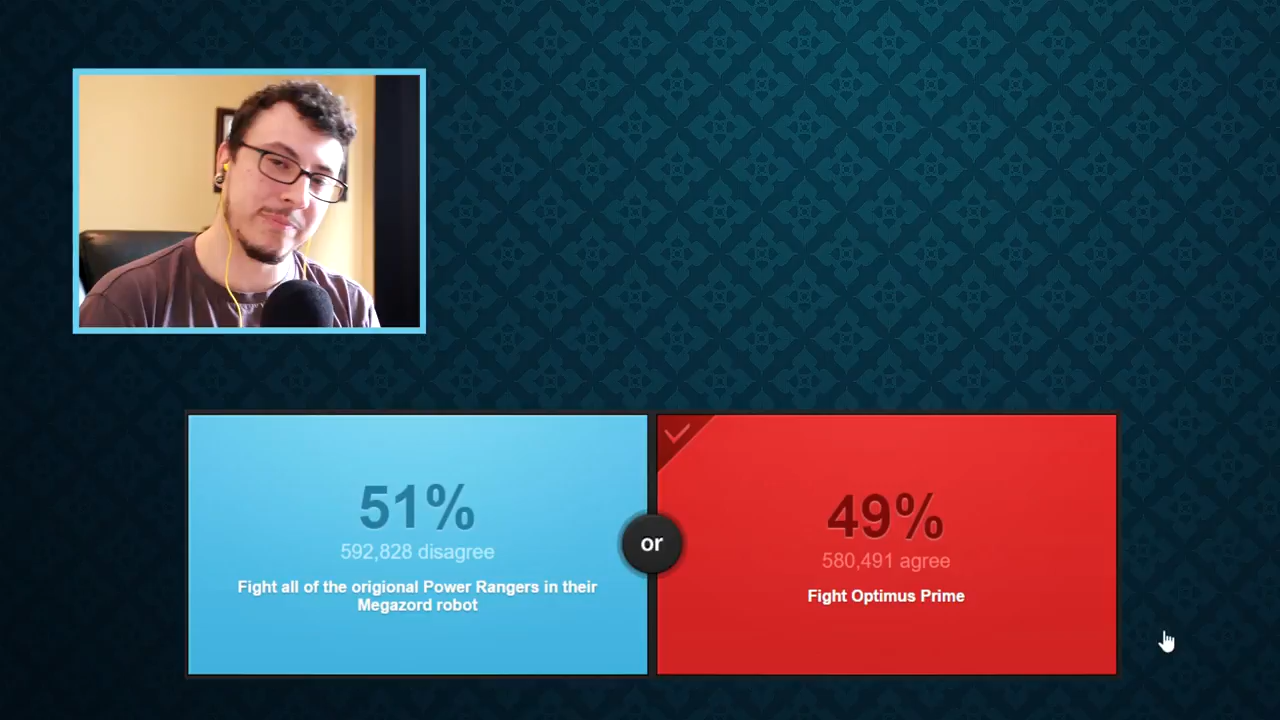 51%
592,828 disagree
Fight all of the origional Power Rangers in their
Megazord robot
or
49%
580,491 agree
Fight Optimus Prime